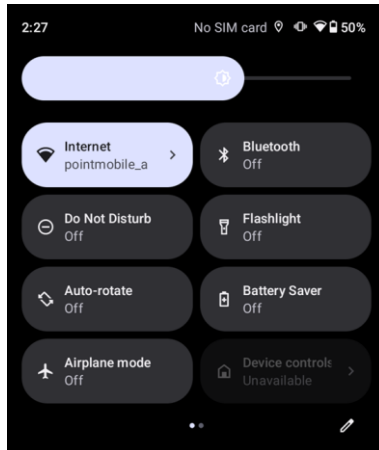 2:27 No SIM card 50%
Internet
pointmobile_a
Bluetooth
Off
Do Not Disturb
Off
Flashlight
Off
Auto-rotate
Off
Battery Saver
Off
Airplane mode
Off
Device controls
Unavailable